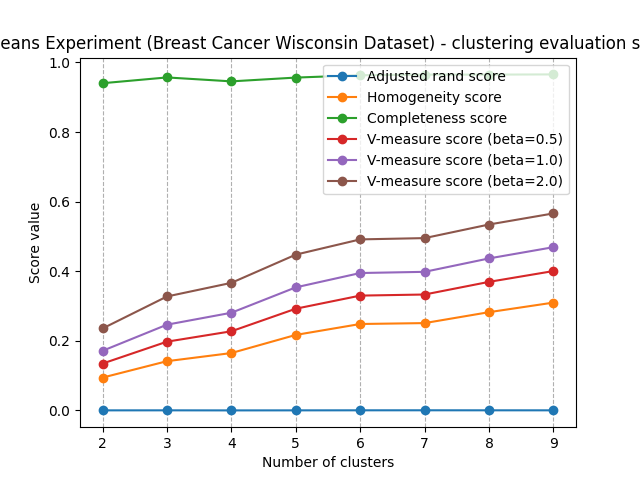 eans Experiment (Breast Cancer Wisconsin Dataset) - clustering evaluation s
1.0
0.8
0.6
0.4
0.2
0.0
Score value
Adjusted rand score
Homogeneity score
Completeness score
V-measure score (beta=0.5)
V-measure score (beta=1.0)
V-measure score (beta=2.0)
2 3 4 5 6 7 8 9
Number of clusters